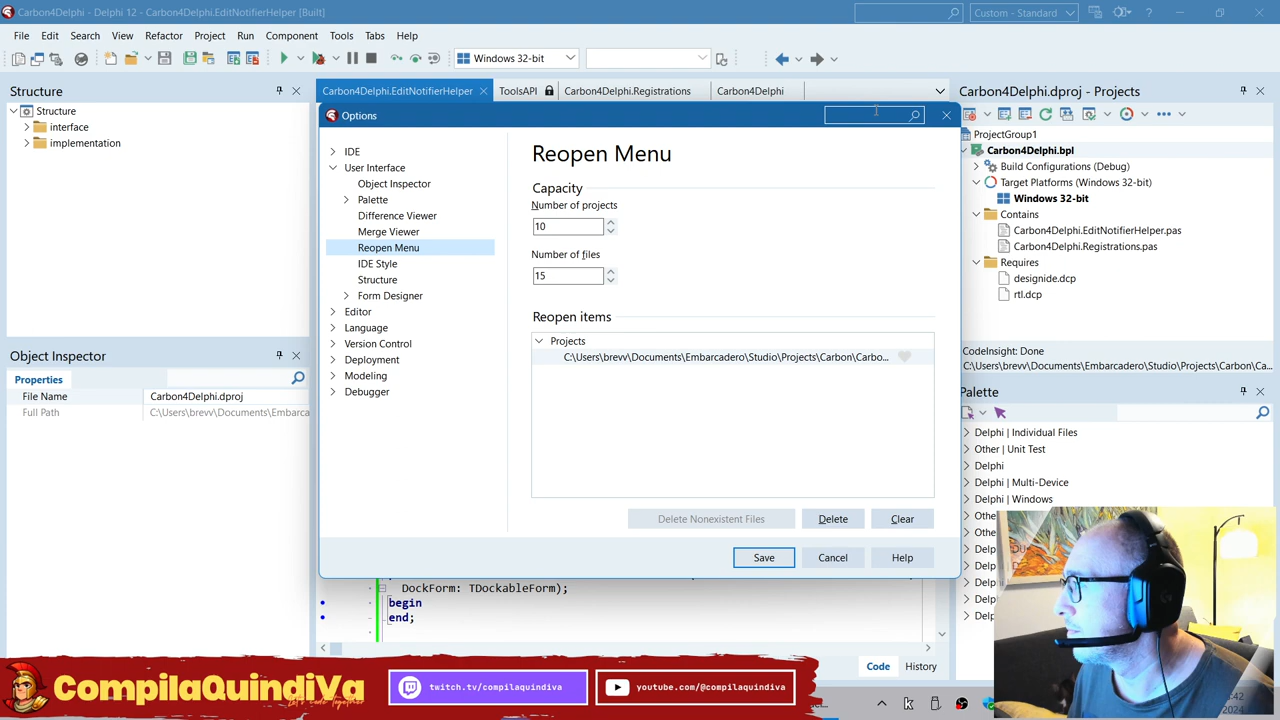 Carbon4Delphi - Delphi 12 - Carbon4Delphi.EditNotifierHelper [Built]
Custom - Standard
File Edit Search View Refactor Project Run Component Tools Tabs Help
Windows 32-bit
Structure
Structure
interface
implementation
Carbon4Delphi.EditNotifierHelper ToolsAPI Carbon4Delphi.Registrations Carbon4Delphi
Options
IDE
User Interface
Object Inspector
Palette
Difference Viewer
Merge Viewer
Reopen Menu
IDE Style
Structure
Form Designer
Editor
Language
Version Control
Deployment
Modeling
Debugger
Reopen Menu
Capacity
Number of projects
10
Number of files
15
Reopen items
Projects
C:\Users\brevv\Documents\Embarcadero\Studio\Projects\Carbon\Carbo...
Delete Nonexistent Files Delete Clear
Save Cancel Help
DockForm: TDockableForm);
begin
end;
Code History
Object Inspector
Properties
File Name Carbon4Delphi.dproj
Full Path C:\Users\brevv\Documents\Embarca
Carbon4Delphi.dproj - Projects
ProjectGroup1
Carbon4Delphi.bpl
Build Configurations (Debug)
Target Platforms (Windows 32-bit)
Windows 32-bit
Contains
Carbon4Delphi.EditNotifierHelper.pas
Carbon4Delphi.Registrations.pas
Requires
designide.dcp
rtl.dcp
CodeInsight: Done
C:\Users\brevv\Documents\Embarcadero\Studio\Projects\Carbon\Ca...
Palette
Delphi | Individual Files
Other | Unit Test
Delphi
Delphi | Multi-Device
Delphi | Windows
CompilaQuindiVa
Let's Code Together
twitch.tv/compilaquindiva
youtube.com/@compilaquindiva